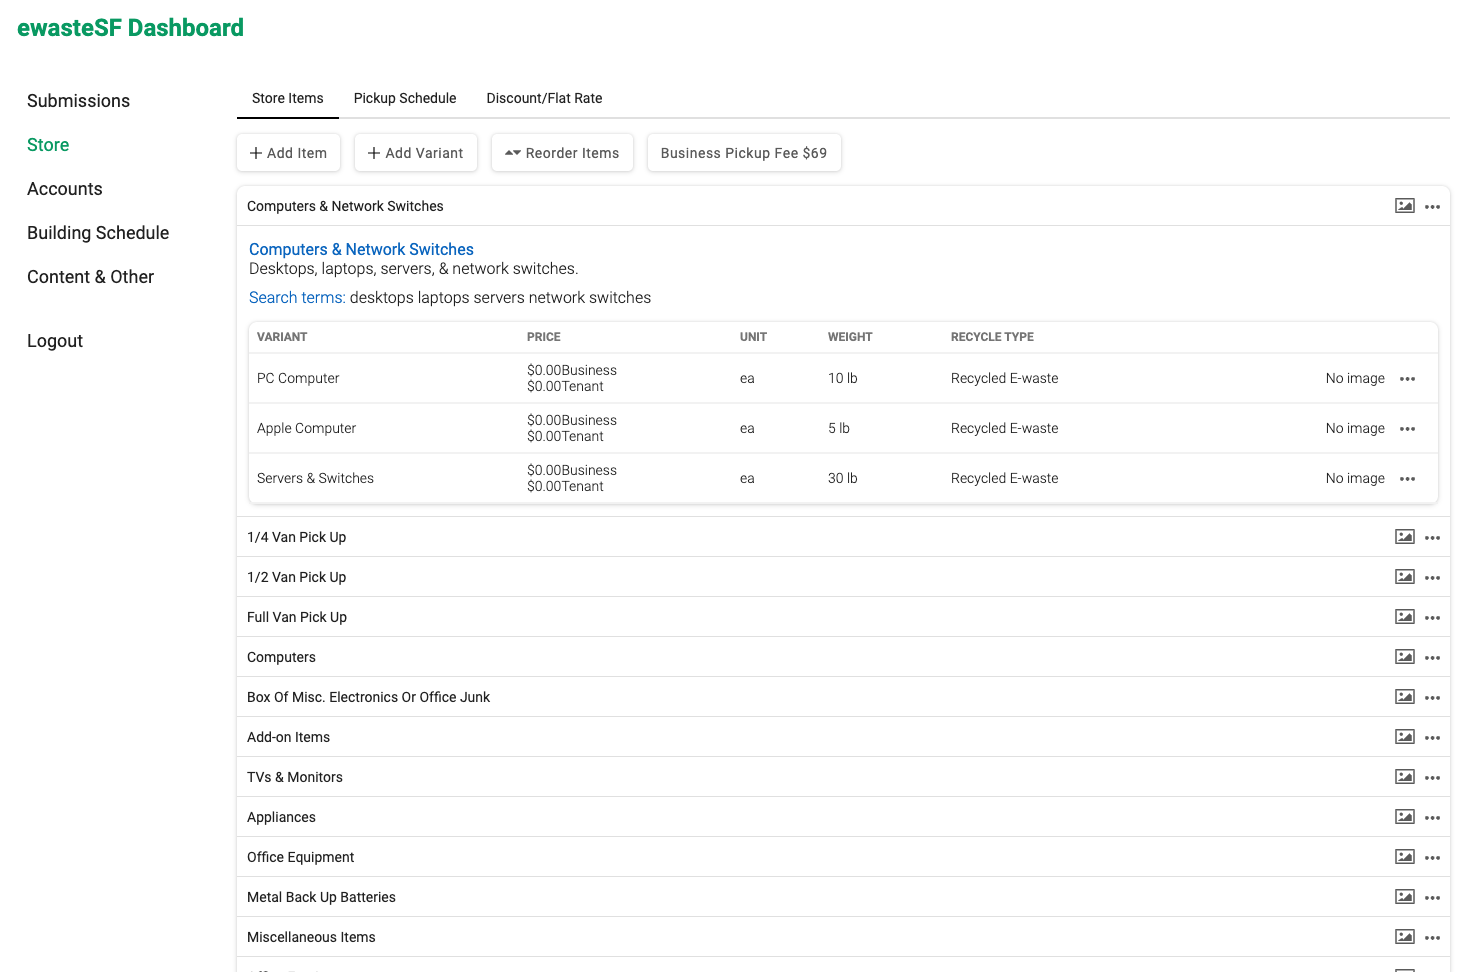 ewasteSF Dashboard
Submissions
Store
Accounts
Building Schedule
Content & Other
Logout
Store Items Pickup Schedule Discount/Flat Rate
Add Item Add Variant Reorder Items Business Pickup Fee $69
Computers & Network Switches
Computers & Network Switches
Desktops, laptops, servers, & network switches.
Search terms: desktops laptops servers network switches
VARIANT PRICE UNIT WEIGHT RECYCLE TYPE
PC Computer $0.00Business ea 10 lb Recycled E-waste No image
$0.00Tenant
Apple Computer $0.00Business ea 5 lb Recycled E-waste No image
$0.00Tenant
Servers & Switches $0.00Business ea 30 lb Recycled E-waste No image
$0.00Tenant
1/4 Van Pick Up
1/2 Van Pick Up
Full Van Pick Up
Computers
Box Of Misc. Electronics Or Office Junk
Add-on Items
TVs & Monitors
Appliances
Office Equipment
Metal Back Up Batteries
Miscellaneous Items